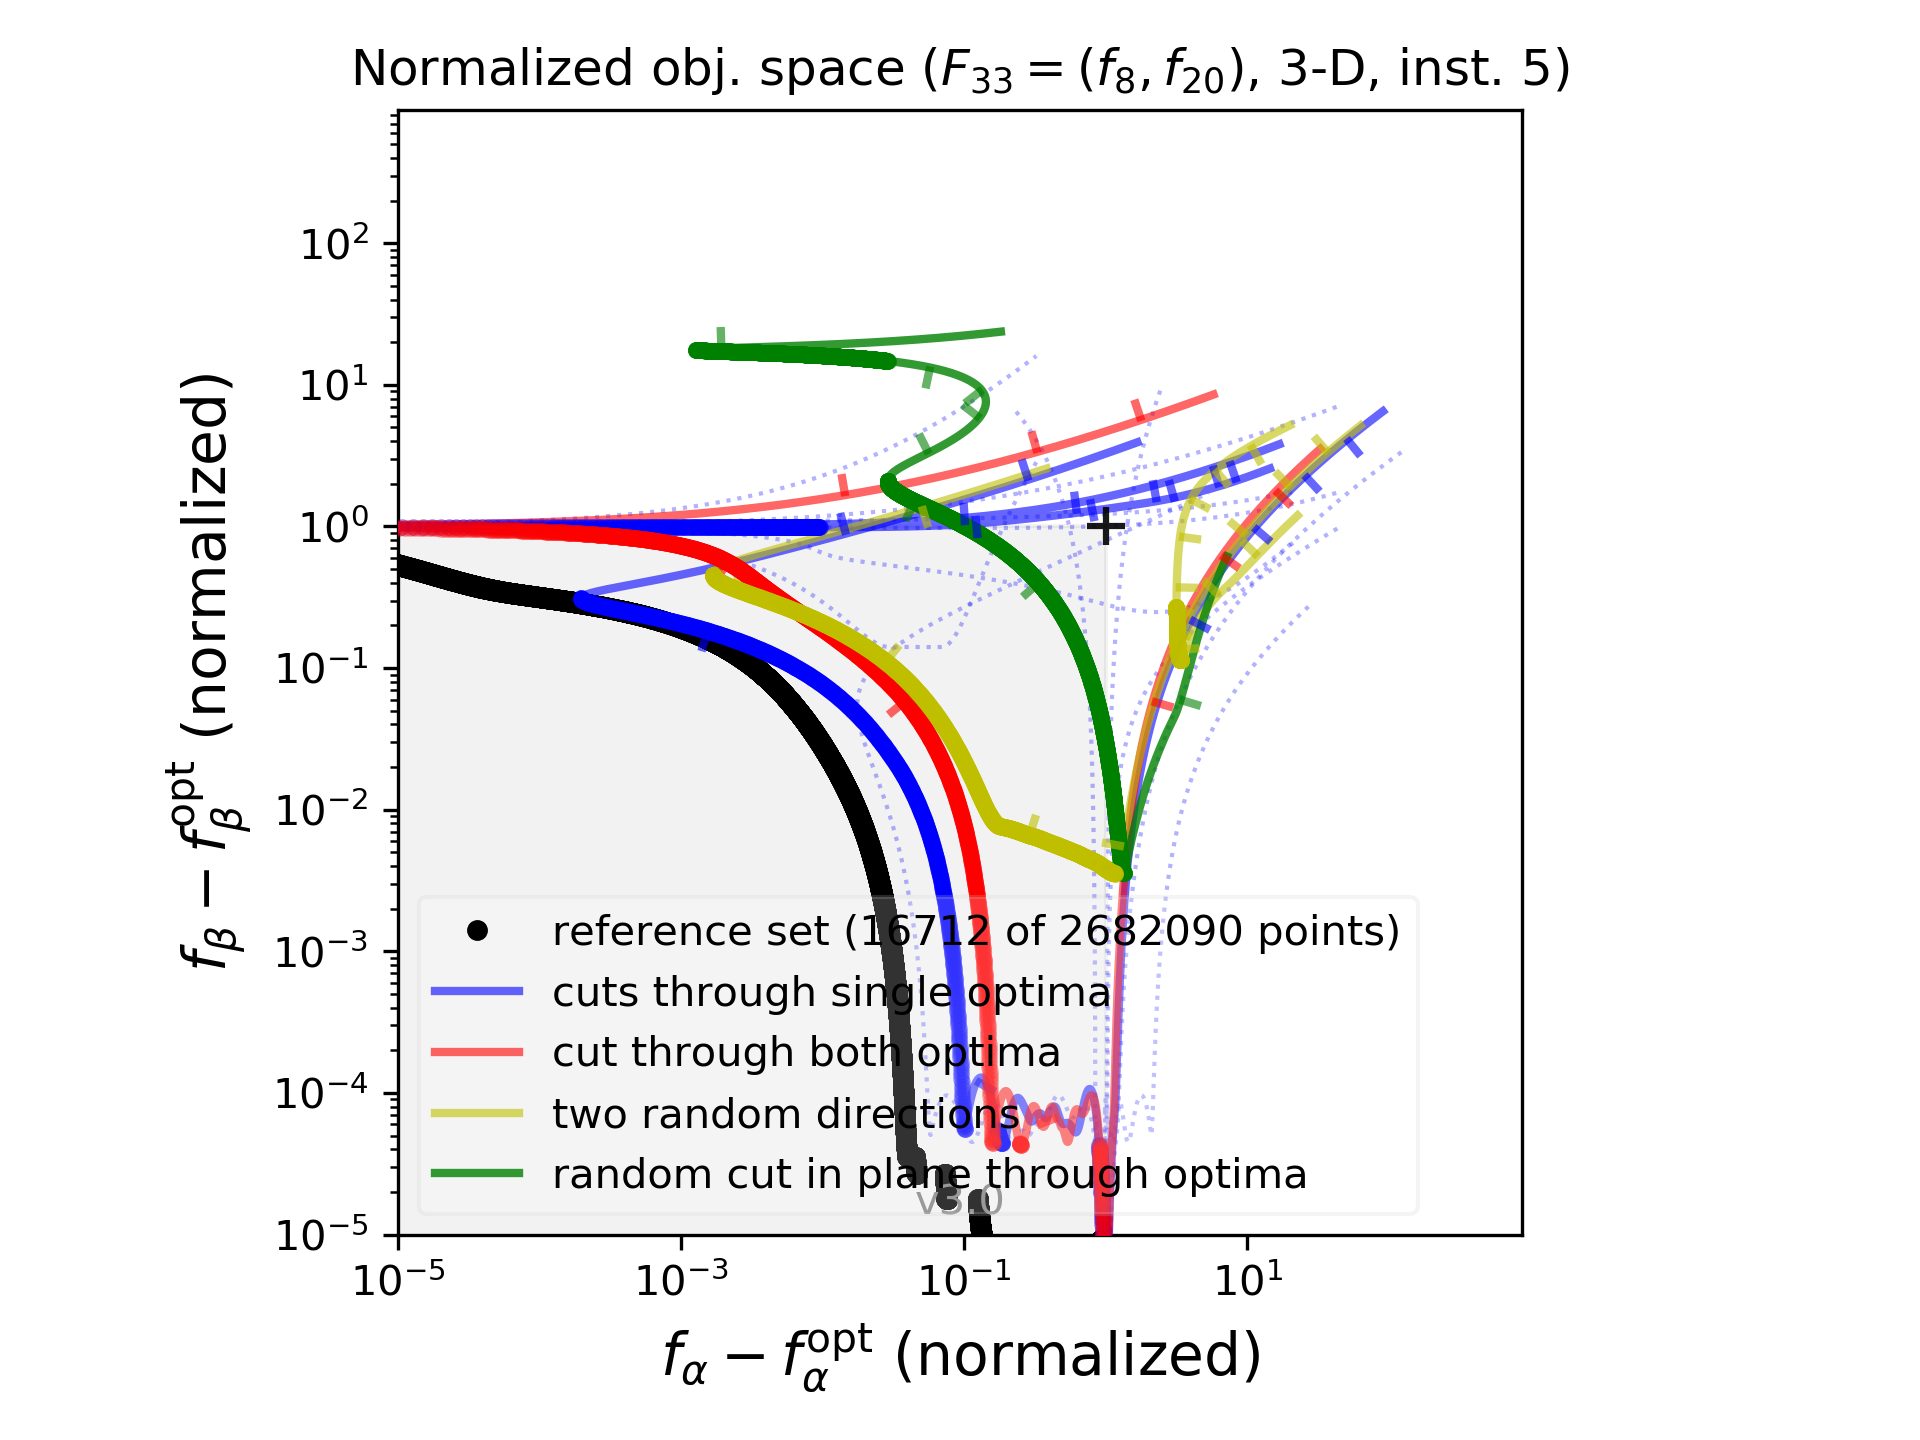 Normalized obj. space (F₃₃ = (f₈, f₂₀), 3-D, inst. 5)
f_β − f_β^opt (normalized)
10²
10¹
10⁰
10⁻¹
10⁻²
10⁻³
10⁻⁴
10⁻⁵
reference set (16712 of 2682090 points)
cuts through single optima
cut through both optima
two random directions
random cut in plane through optima
v3.0
10⁻⁵ 10⁻³ 10⁻¹ 10¹
f_α − f_α^opt (normalized)